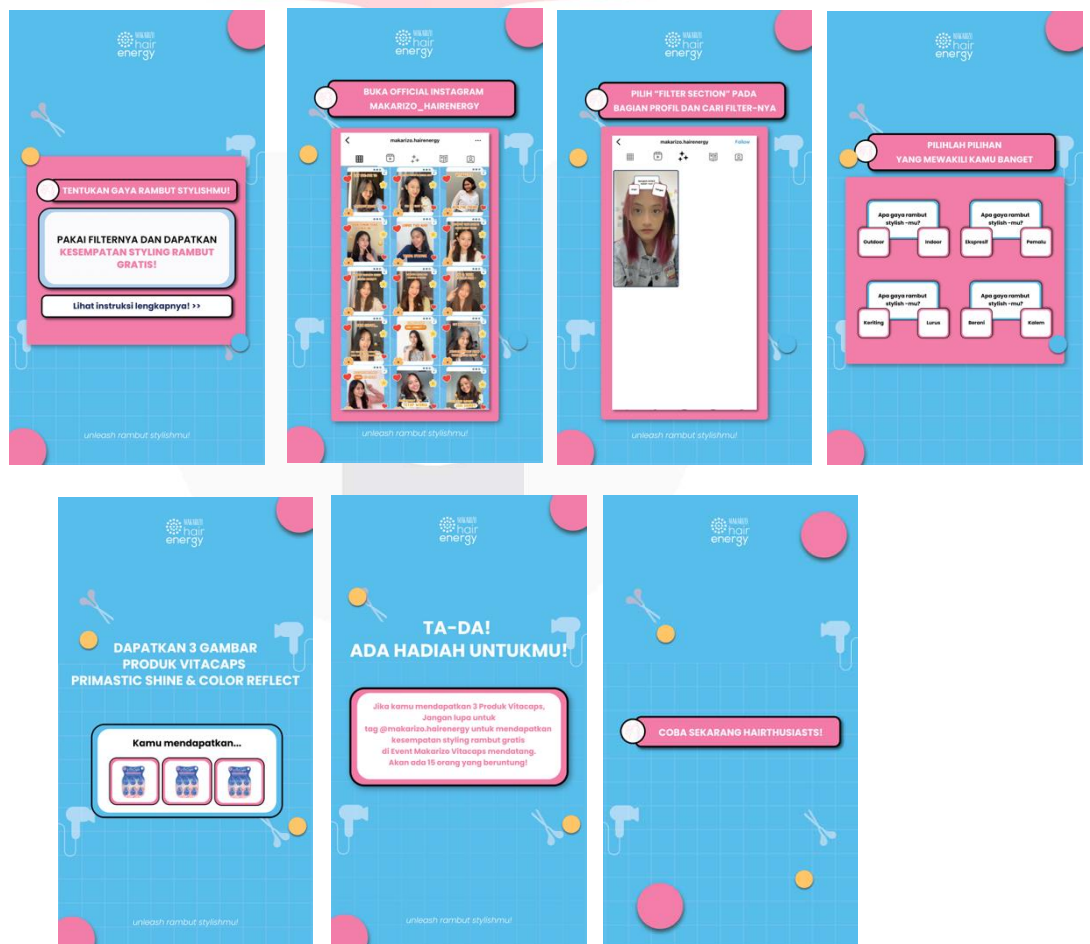 MAKARIZO
hair
energy
TENTUKAN GAYA RAMBUT STYLISHMU!
PAKAI FILTERNYA DAN DAPATKAN
KESEMPATAN STYLING RAMBUT
GRATIS!
Lihat instruksi lengkapnya! >>
unleash rambut stylishmu!
MAKARIZO
hair
energy
BUKA OFFICIAL INSTAGRAM
MAKARIZO_HAIRENERGY
makarizo.hairenergy
unleash rambut stylishmu!
MAKARIZO
hair
energy
PILIH “FILTER SECTION” PADA
BAGIAN PROFIL DAN CARI FILTER-NYA
makarizo.hairenergy
Follow
unleash rambut stylishmu!
MAKARIZO
hair
energy
PILIHLAH PILIHAN
YANG MEWAKILI KAMU BANGET
Apa gaya rambut
stylish -mu?
Outdoor
Indoor
Apa gaya rambut
stylish -mu?
Ekspresif
Pemalu
Apa gaya rambut
stylish -mu?
Keriting
Lurus
Apa gaya rambut
stylish -mu?
Berani
Kalem
MAKARIZO
hair
energy
DAPATKAN 3 GAMBAR
PRODUK VITACAPS
PRIMASTIC SHINE & COLOR REFLECT
Kamu mendapatkan...
unleash rambut stylishmu!
MAKARIZO
hair
energy
TA-DA!
ADA HADIAH UNTUKMU!
Jika kamu mendapatkan 3 Produk Vitacaps,
Jangan lupa untuk
tag @makarizo.hairenergy untuk mendapatkan
kesempatan styling rambut gratis
di Event Makarizo Vitacaps mendatang.
Akan ada 15 orang yang beruntung!
unleash rambut stylishmu!
MAKARIZO
hair
energy
COBA SEKARANG HAIRTHUSIASTS!